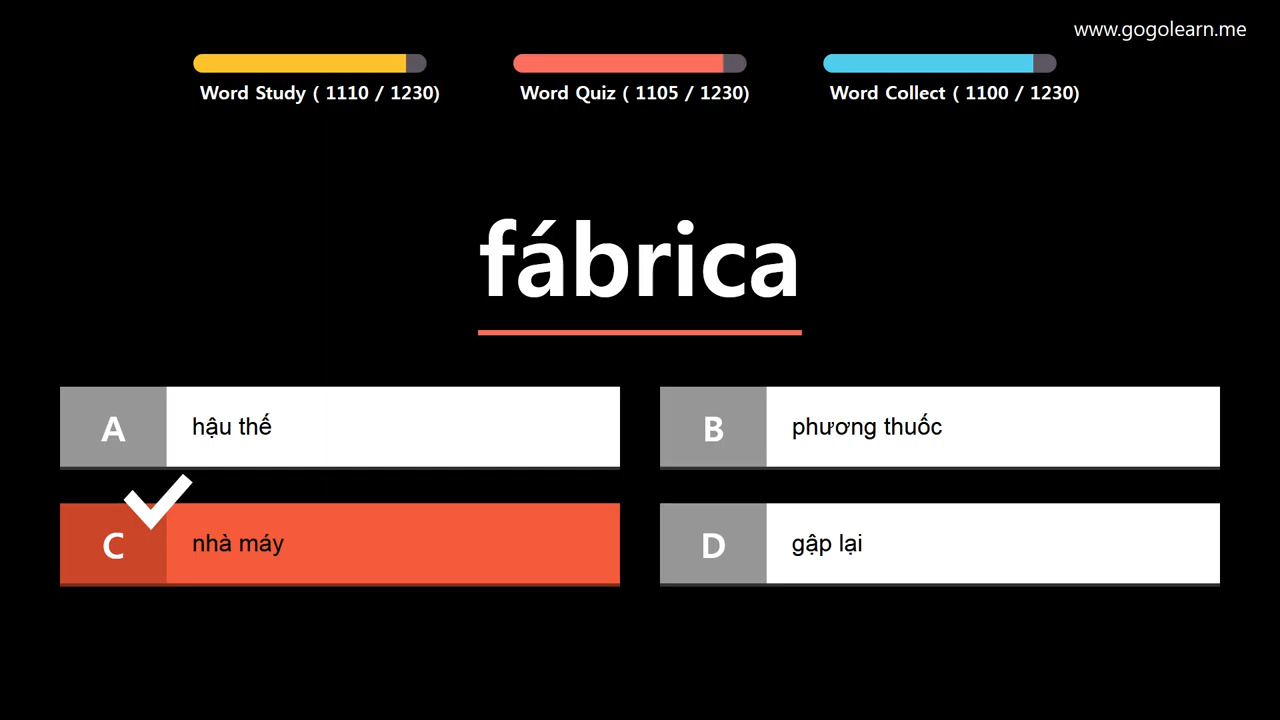 www.gogolearn.me
Word Study ( 1110 / 1230)
Word Quiz ( 1105 / 1230)
Word Collect ( 1100 / 1230)
fábrica
A hậu thế
B phương thuốc
C nhà máy
D gập lại